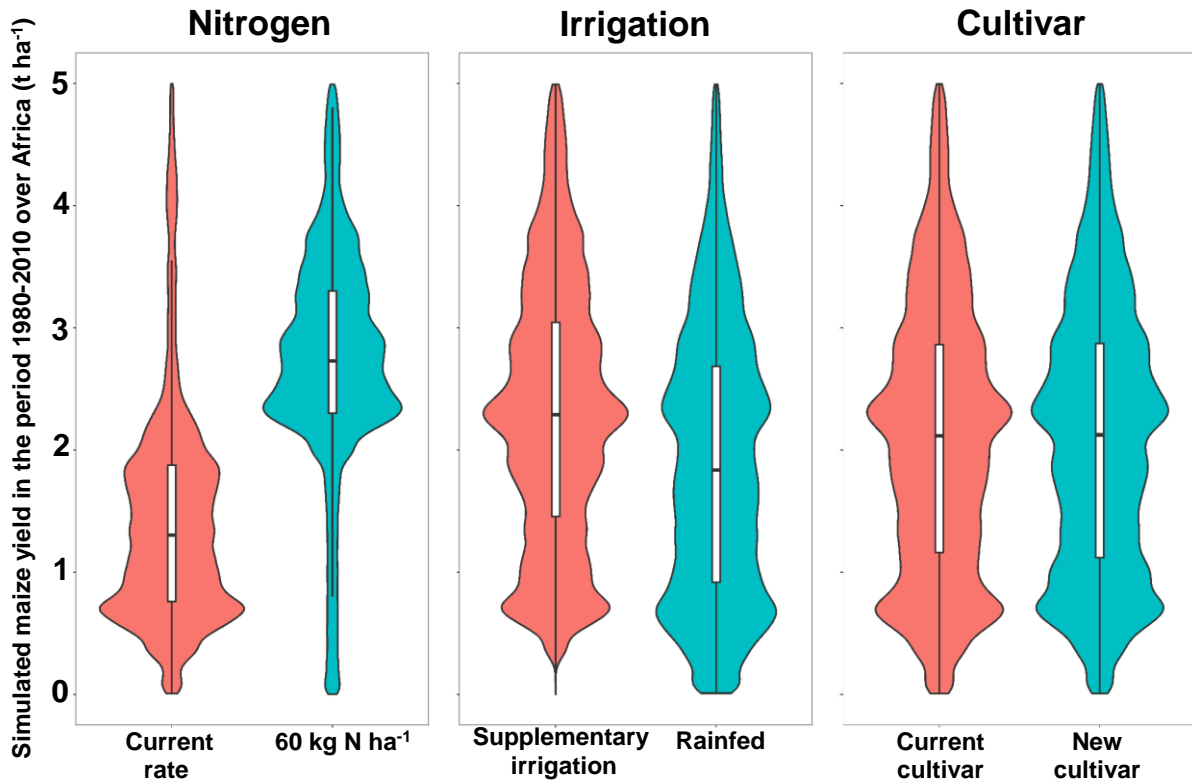 Nitrogen
Irrigation
Cultivar
Simulated maize yield in the period 1980-2010 over Africa (t ha⁻¹)
5
4
3
2
1
0
Current
rate
60 kg N ha⁻¹
Supplementary
irrigation
Rainfed
Current
cultivar
New
cultivar